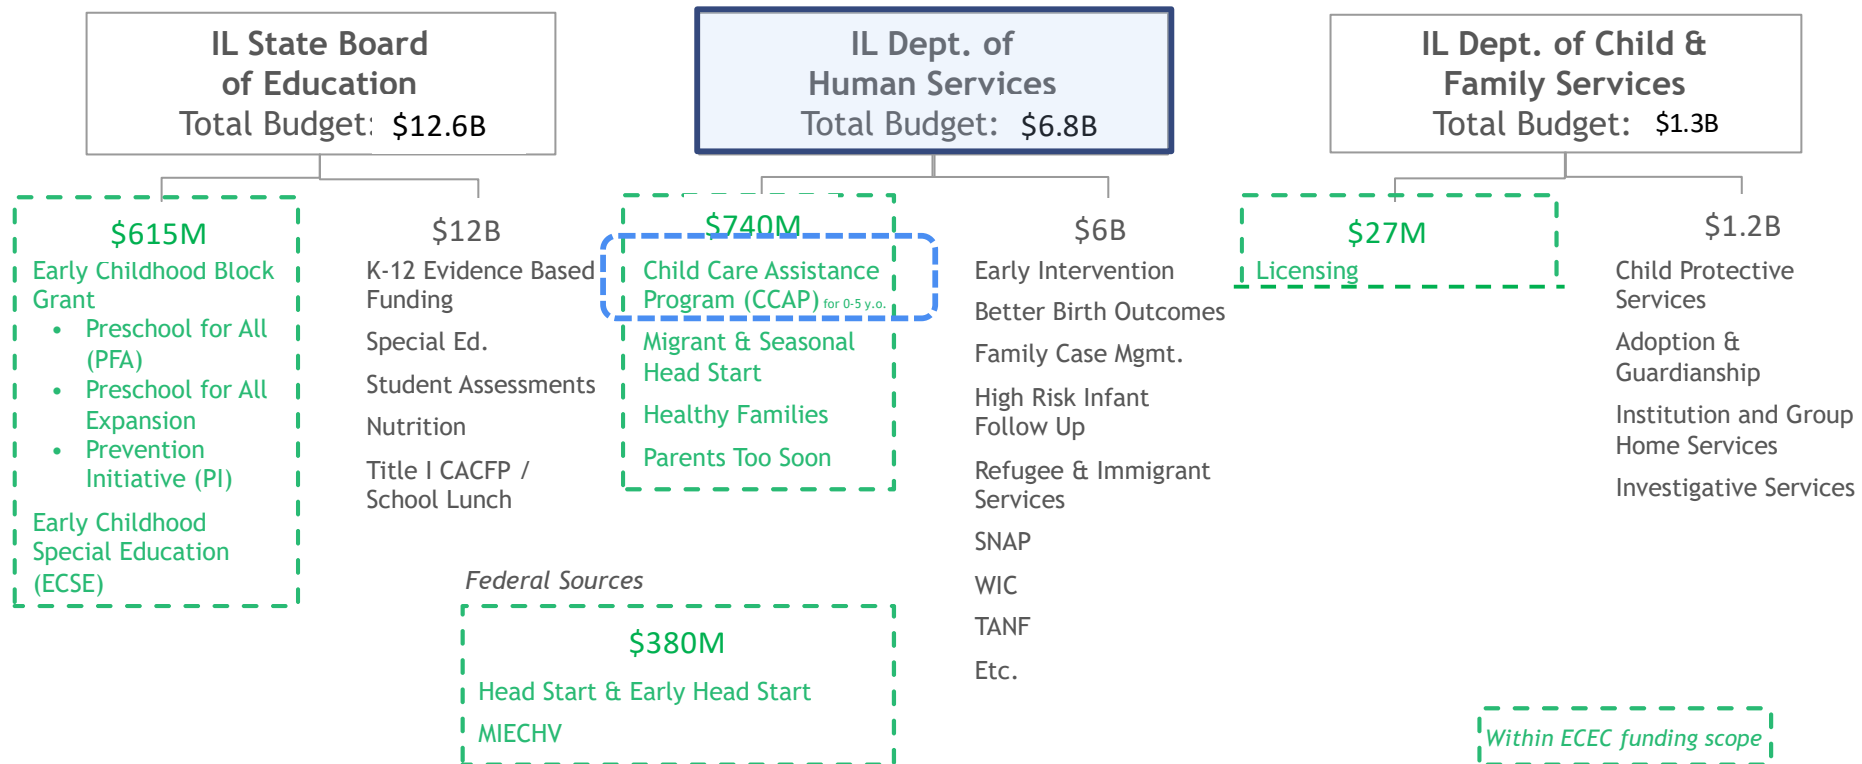 IL State Board
of Education
Total Budget: $12.6B
$615M
Early Childhood Block
Grant
• Preschool for All
(PFA)
• Preschool for All
Expansion
• Prevention
Initiative (PI)
Early Childhood
Special Education
(ECSE)
$12B
K-12 Evidence Based
Funding
Special Ed.
Student Assessments
Nutrition
Title I CACFP /
School Lunch
IL Dept. of
Human Services
Total Budget: $6.8B
$740M
Child Care Assistance
Program (CCAP) for 0-5 y.o.
Migrant & Seasonal
Head Start
Healthy Families
Parents Too Soon
$6B
Early Intervention
Better Birth Outcomes
Family Case Mgmt.
High Risk Infant
Follow Up
Refugee & Immigrant
Services
SNAP
WIC
TANF
Etc.
IL Dept. of Child &
Family Services
Total Budget: $1.3B
$27M
Licensing
$1.2B
Child Protective
Services
Adoption &
Guardianship
Institution and Group
Home Services
Investigative Services
Federal Sources
$380M
Head Start & Early Head Start
MIECHV
Within ECEC funding scope